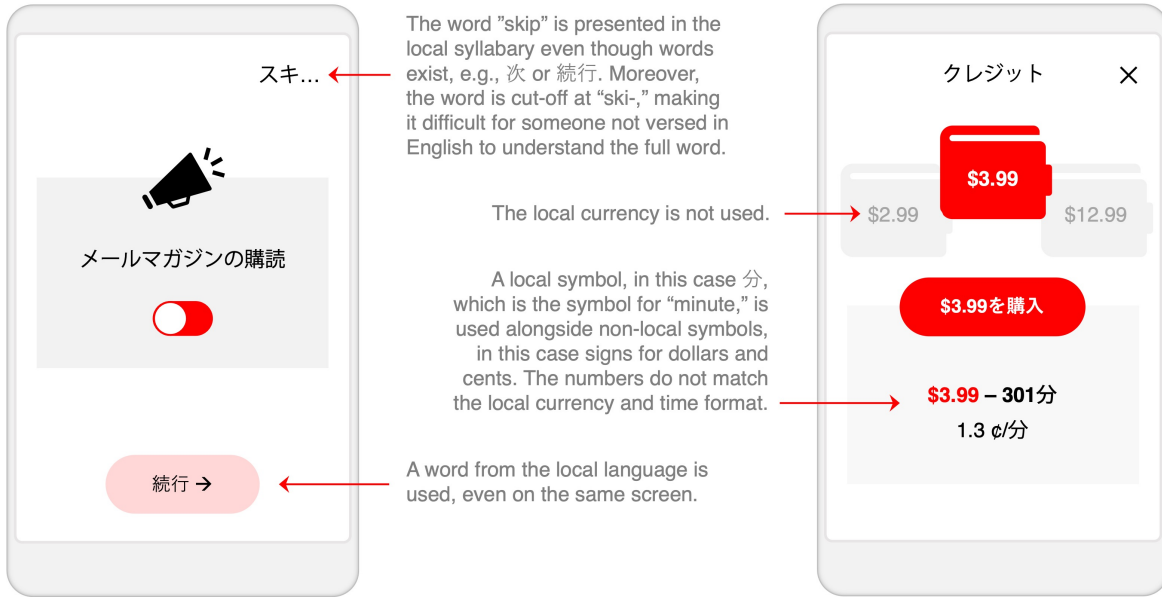 スキ...
メールマガジンの購読
続行 →
The word ”skip” is presented in the
local syllabary even though words
exist, e.g., 次 or 続行. Moreover,
the word is cut-off at “ski-,” making
it difficult for someone not versed in
English to understand the full word.
The local currency is not used.
A local symbol, in this case 分,
which is the symbol for “minute,” is
used alongside non-local symbols,
in this case signs for dollars and
cents. The numbers do not match
the local currency and time format.
A word from the local language is
used, even on the same screen.
クレジット ×
$3.99
$2.99
$12.99
$3.99を購入
$3.99 – 301分
1.3 ¢/分